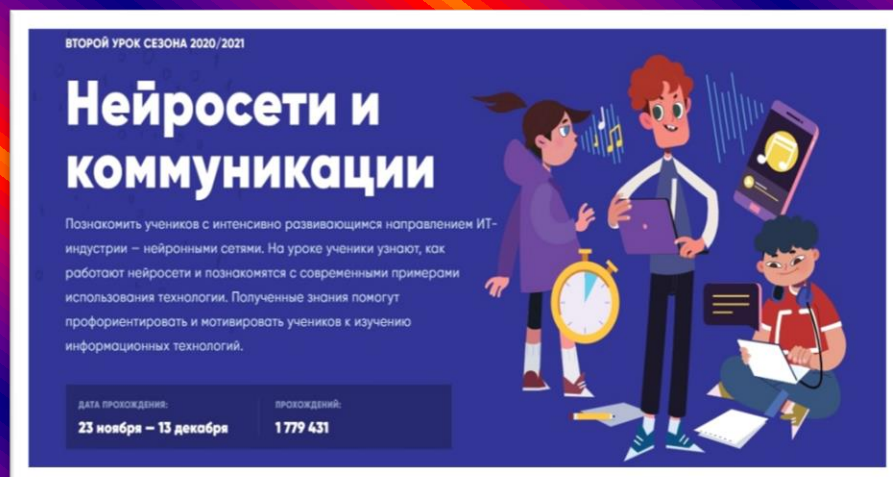 ВТОРОЙ УРОК СЕЗОНА 2020/2021
Нейросети и
коммуникации
Познакомить учеников с интенсивно развивающимся направлением ИТ-
индустрии – нейронными сетями. На уроке ученики узнают, как
работают нейросети и познакомятся с современными примерами
использования технологии. Полученные знания помогут
профориентировать и мотивировать учеников к изучению
информационных технологий.
ДАТА ПРОХОЖДЕНИЯ:
23 ноября – 13 декабря
ПРОХОЖДЕНИЙ:
1 779 431